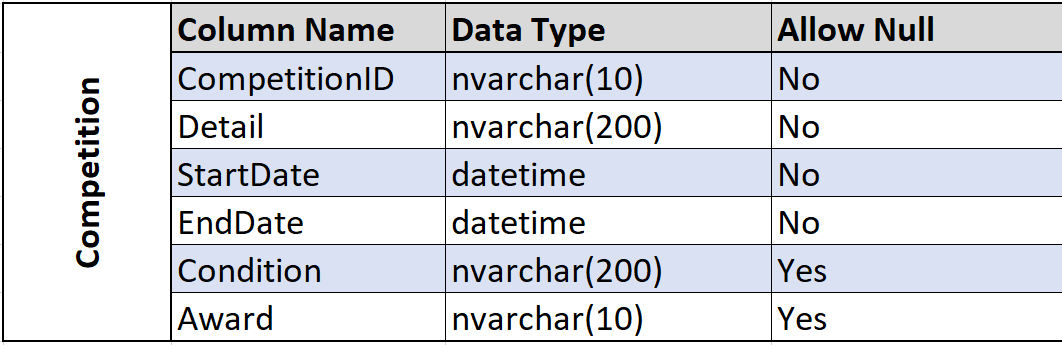 Competition
Column Name Data Type Allow Null
CompetitionID nvarchar(10) No
Detail nvarchar(200) No
StartDate datetime No
EndDate datetime No
Condition nvarchar(200) Yes
Award nvarchar(10) Yes